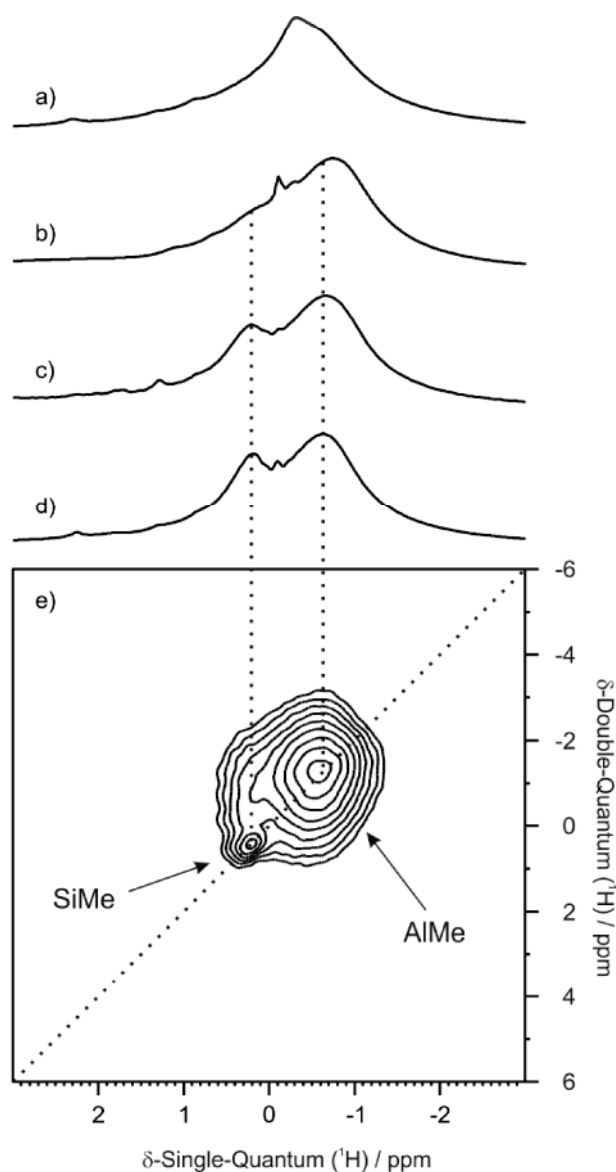 a)
b)
c)
d)
e)
-6
-4
-2
0
2
4
6
δ-Double-Quantum (¹H) / ppm
SiMe
AlMe
2 1 0 -1 -2
δ-Single-Quantum (¹H) / ppm